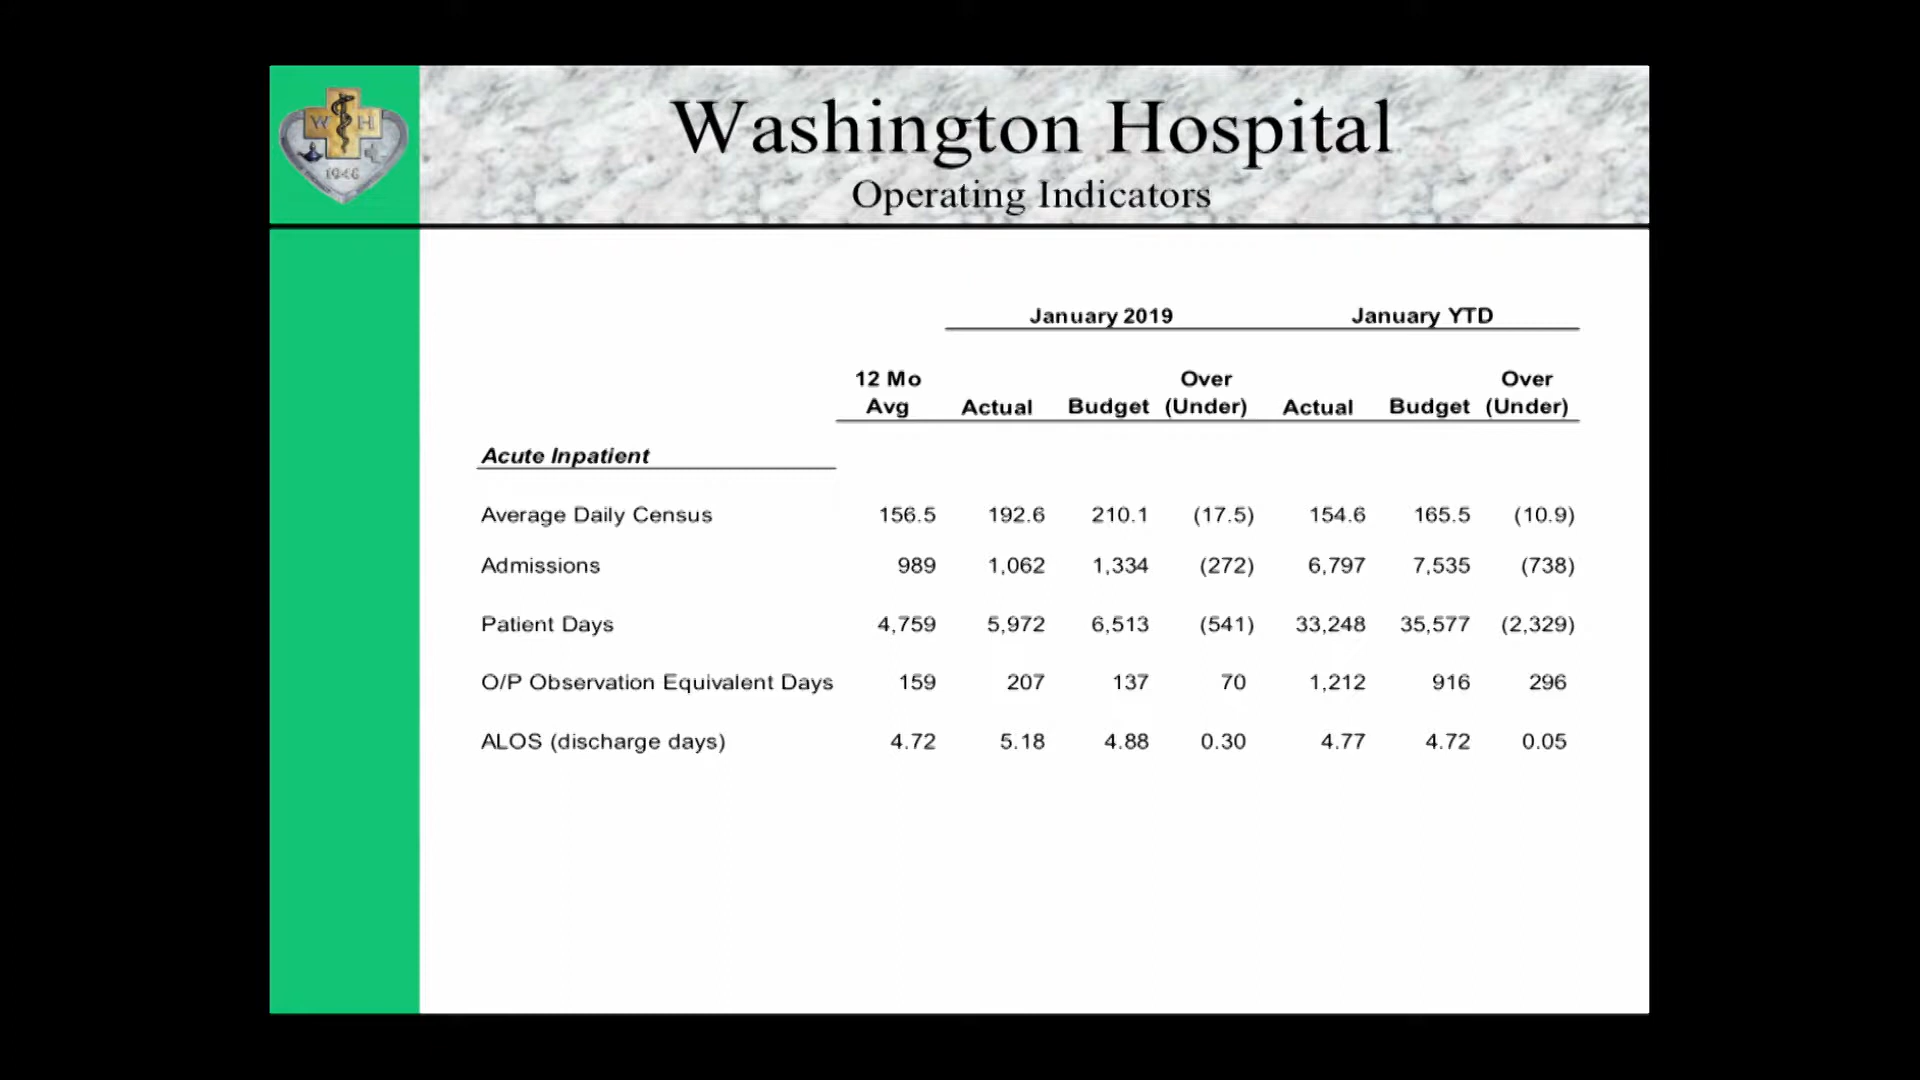 W H
1948
Washington Hospital
Operating Indicators
January 2019 January YTD
12 Mo Over Over
Avg Actual Budget (Under) Actual Budget (Under)
Acute Inpatient
Average Daily Census 156.5 192.6 210.1 (17.5) 154.6 165.5 (10.9)
Admissions 989 1,062 1,334 (272) 6,797 7,535 (738)
Patient Days 4,759 5,972 6,513 (541) 33,248 35,577 (2,329)
O/P Observation Equivalent Days 159 207 137 70 1,212 916 296
ALOS (discharge days) 4.72 5.18 4.88 0.30 4.77 4.72 0.05